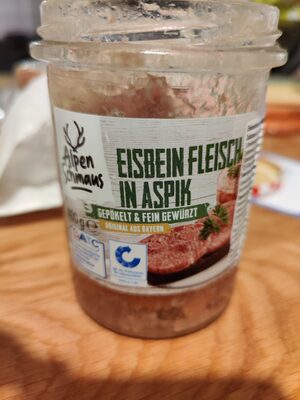 Alpen
Schmaus
EISBEIN FLEISCH
IN ASPIK
GEPÖKELT & FEIN GEWÜRZT
ORIGINAL AUS BAYERN